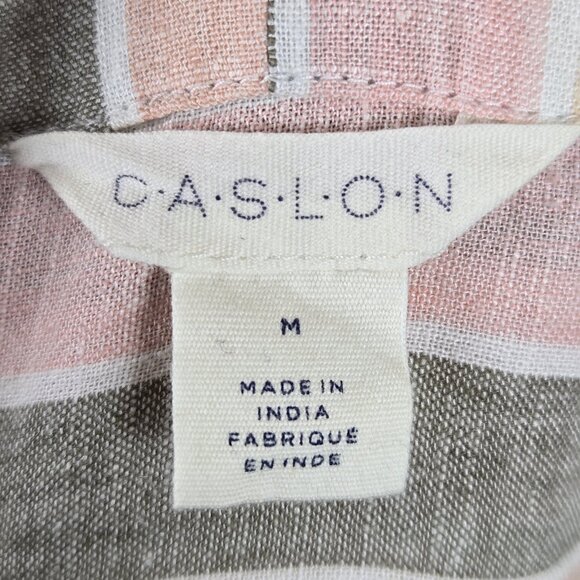 C·A·S·L·O·N
M
MADE IN
INDIA
FABRIQUÉ
EN INDE